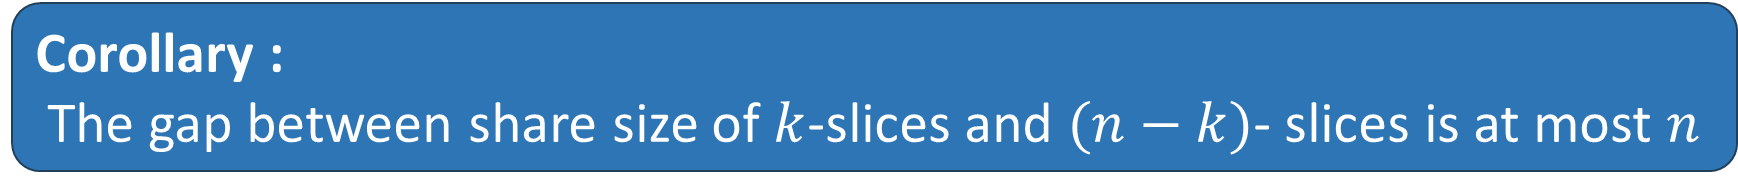 Corollary :
The gap between share size of k-slices and (n − k)- slices is at most n